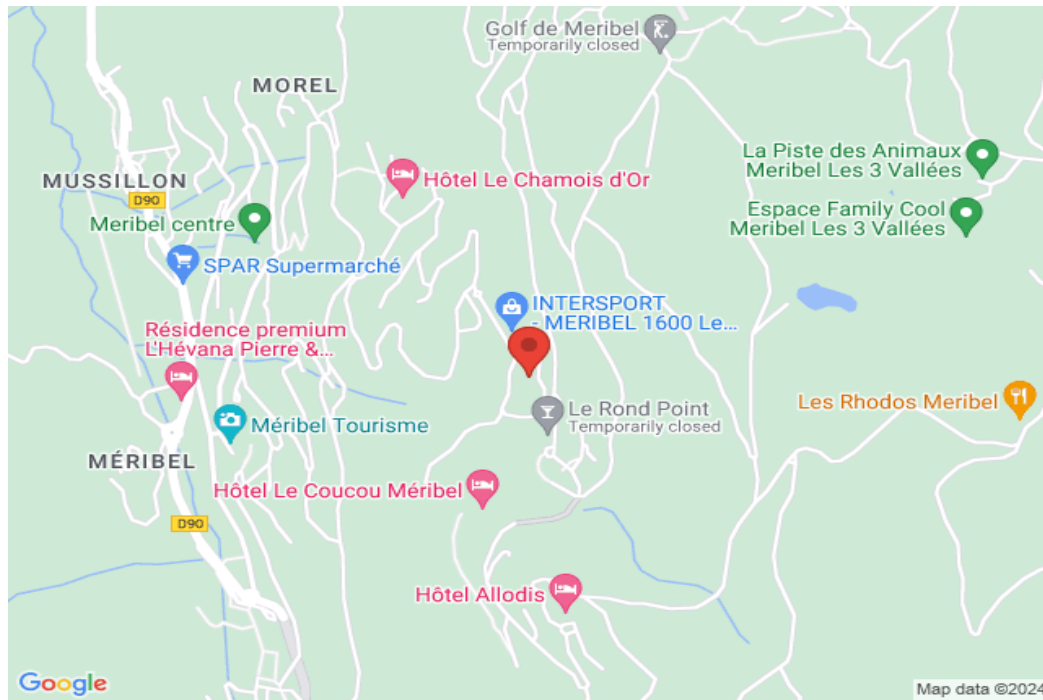 Golf de Meribel
Temporarily closed
MOREL
La Piste des Animaux
Meribel Les 3 Vallées
Hôtel Le Chamois d'Or
MUSSILLON
D90
Espace Family Cool
Meribel Les 3 Vallées
Meribel centre
SPAR Supermarché
INTERSPORT
- MERIBEL 1600 Le...
Résidence premium
L'Hévana Pierre &...
Les Rhodos Meribel
Le Rond Point
Temporarily closed
Méribel Tourisme
MÉRIBEL
Hôtel Le Coucou Méribel
D90
Hôtel Allodis
Google
Map data ©2024